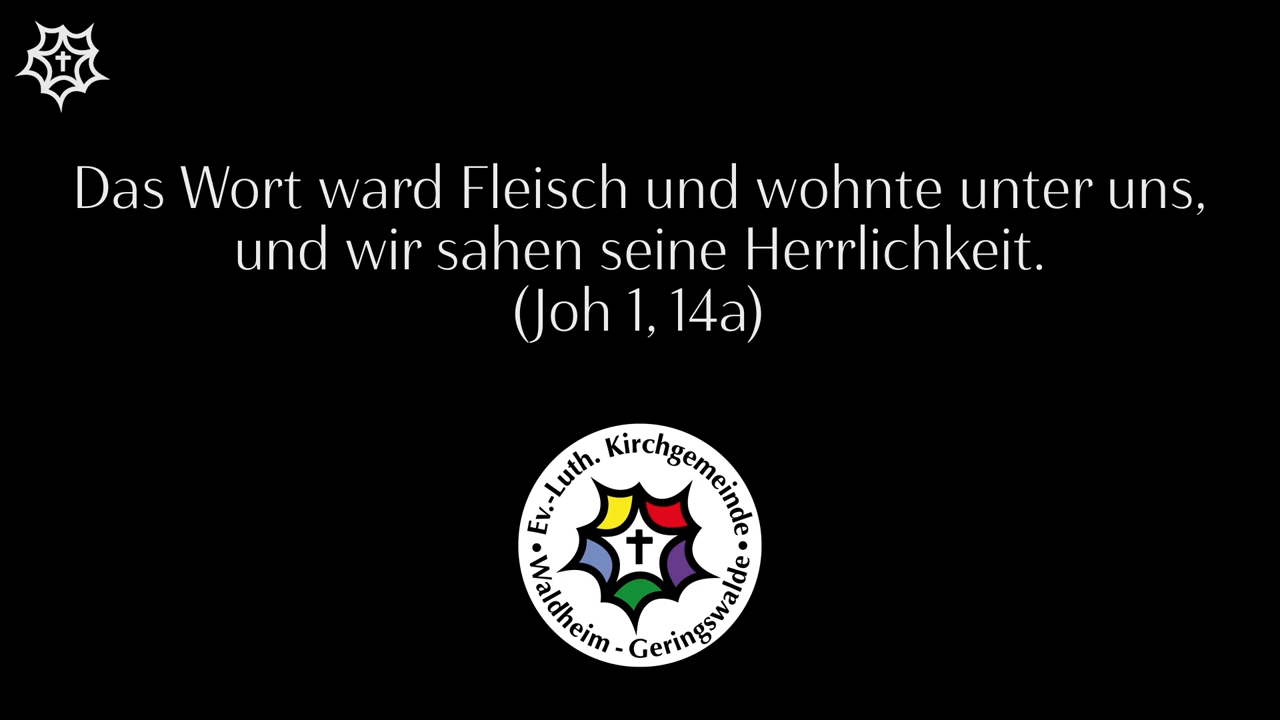 Das Wort ward Fleisch und wohnte unter uns,
und wir sahen seine Herrlichkeit.
(Joh 1, 14a)
Ev.-Luth. Kirchgemeinde
• Waldheim - Geringswalde •